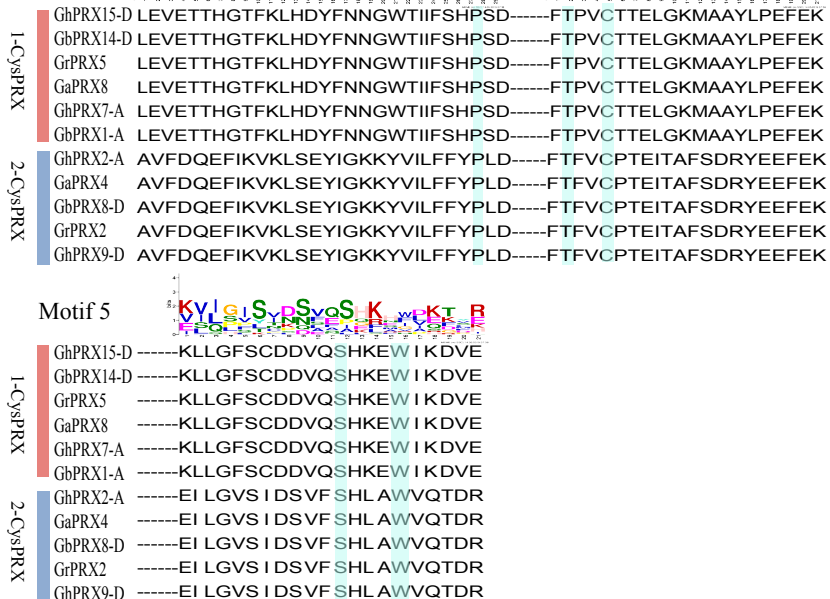 1-CysPRX
GhPRX15-D LEVETTHGTFKLHDYFNNGWTIIFSHPSD------FTPVCTTELGKMAAYLPEFEK
GbPRX14-D LEVETTHGTFKLHDYFNNGWTIIFSHPSD------FTPVCTTELGKMAAYLPEFEK
GrPRX5 LEVETTHGTFKLHDYFNNGWTIIFSHPSD------FTPVCTTELGKMAAYLPEFEK
GaPRX8 LEVETTHGTFKLHDYFNNGWTIIFSHPSD------FTPVCTTELGKMAAYLPEFEK
GhPRX7-A LEVETTHGTFKLHDYFNNGWTIIFSHPSD------FTPVCTTELGKMAAYLPEFEK
GbPRX1-A LEVETTHGTFKLHDYFNNGWTIIFSHPSD------FTPVCTTELGKMAAYLPEFEK
2-CysPRX
GhPRX2-A AVFDQEFIKVKLSEYIGKKYVILFFYPLD-----FTFVCPTEITAFSDRYEEFEK
GaPRX4 AVFDQEFIKVKLSEYIGKKYVILFFYPLD-----FTFVCPTEITAFSDRYEEFEK
GbPRX8-D AVFDQEFIKVKLSEYIGKKYVILFFYPLD-----FTFVCPTEITAFSDRYEEFEK
GrPRX2 AVFDQEFIKVKLSEYIGKKYVILFFYPLD-----FTFVCPTEITAFSDRYEEFEK
GhPRX9-D AVFDQEFIKVKLSEYIGKKYVILFFYPLD-----FTFVCPTEITAFSDRYEEFEK
Motif 5
1-CysPRX
GhPRX15-D ------KLLGFSCDDVQSHKEWIKDVE
GbPRX14-D ------KLLGFSCDDVQSHKEWIKDVE
GrPRX5 ------KLLGFSCDDVQSHKEWIKDVE
GaPRX8 ------KLLGFSCDDVQSHKEWIKDVE
GhPRX7-A ------KLLGFSCDDVQSHKEWIKDVE
GbPRX1-A ------KLLGFSCDDVQSHKEWIKDVE
2-CysPRX
GhPRX2-A ------EILGVSIDSVFSHLAWVQTDR
GaPRX4 ------EILGVSIDSVFSHLAWVQTDR
GbPRX8-D ------EILGVSIDSVFSHLAWVQTDR
GrPRX2 ------EILGVSIDSVFSHLAWVQTDR
GhPRX9-D ------EILGVSIDSVFSHLAWVQTDR